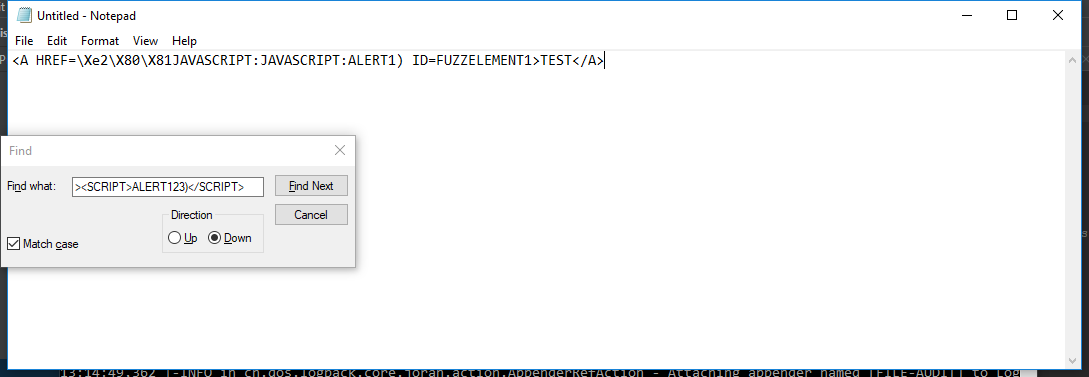 Untitled - Notepad
File Edit Format View Help
<A HREF=\Xe2\X80\X81JAVASCRIPT:JAVASCRIPT:ALERT1) ID=FUZZELEMENT1>TEST</A>
Find
Find what: ><SCRIPT>ALERT123)</SCRIPT> Find Next
Direction Cancel
Up Down
Match case
13:14:49.362 |-INFO in ch.qos.logback.core.joran.action.AppenderRefAction - Attaching appender named [FILE-AUDIT] to Log